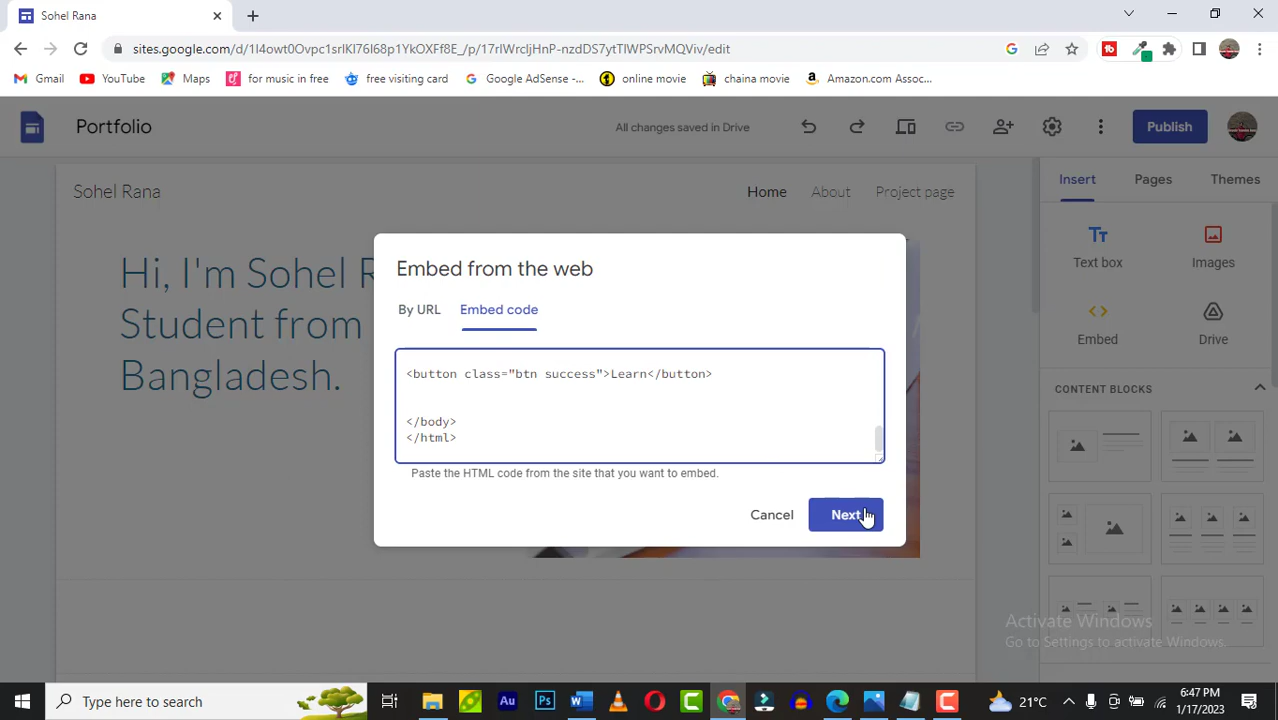 Sohel Rana
sites.google.com/d/1I4owt0Ovpc1srlKI76l68p1YkOXFf8E_/p/17rlWrcljHnP-nzdDS7ytTlWPSrvMQViv/edit
Gmail
YouTube
Maps
for music in free
free visiting card
Google AdSense -...
online movie
chaina movie
Amazon.com Assoc...
Portfolio
All changes saved in Drive
Publish
Sohel Rana
Home
About
Project page
Insert
Pages
Themes
Hi, I'm Sohel R
Student from
Bangladesh.
Text box
Images
Embed
Drive
CONTENT BLOCKS
Embed from the web
By URL
Embed code
<button class="btn success">Learn</button>
</body>
</html>
Paste the HTML code from the site that you want to embed.
Cancel
Next
Activate Windows
Go to Settings to activate Windows.
Type here to search
Au
Ps
21°C
6:47 PM
1/17/2023